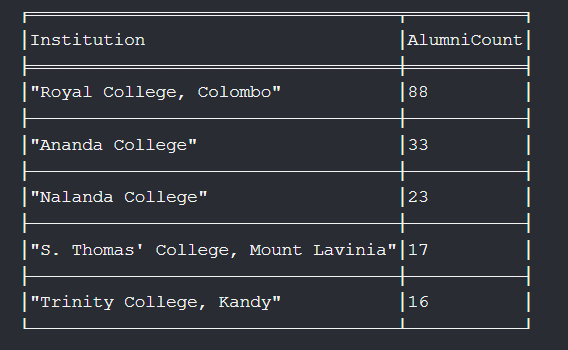 Institution AlumniCount
"Royal College, Colombo" 88
"Ananda College" 33
"Nalanda College" 23
"S. Thomas' College, Mount Lavinia" 17
"Trinity College, Kandy" 16